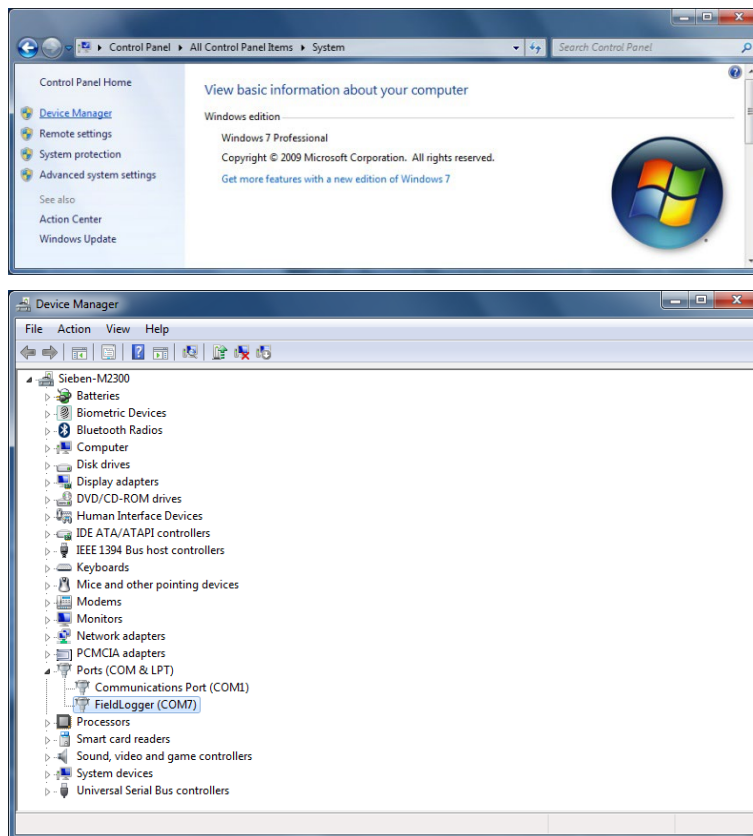 Control Panel ▸ All Control Panel Items ▸ System
Search Control Panel
Control Panel Home
Device Manager
Remote settings
System protection
Advanced system settings
See also
Action Center
Windows Update
View basic information about your computer
Windows edition
Windows 7 Professional
Copyright © 2009 Microsoft Corporation. All rights reserved.
Get more features with a new edition of Windows 7
Device Manager
File Action View Help
Sieben-M2300
Batteries
Biometric Devices
Bluetooth Radios
Computer
Disk drives
Display adapters
DVD/CD-ROM drives
Human Interface Devices
IDE ATA/ATAPI controllers
IEEE 1394 Bus host controllers
Keyboards
Mice and other pointing devices
Modems
Monitors
Network adapters
PCMCIA adapters
Ports (COM & LPT)
Communications Port (COM1)
FieldLogger (COM7)
Processors
Smart card readers
Sound, video and game controllers
System devices
Universal Serial Bus controllers